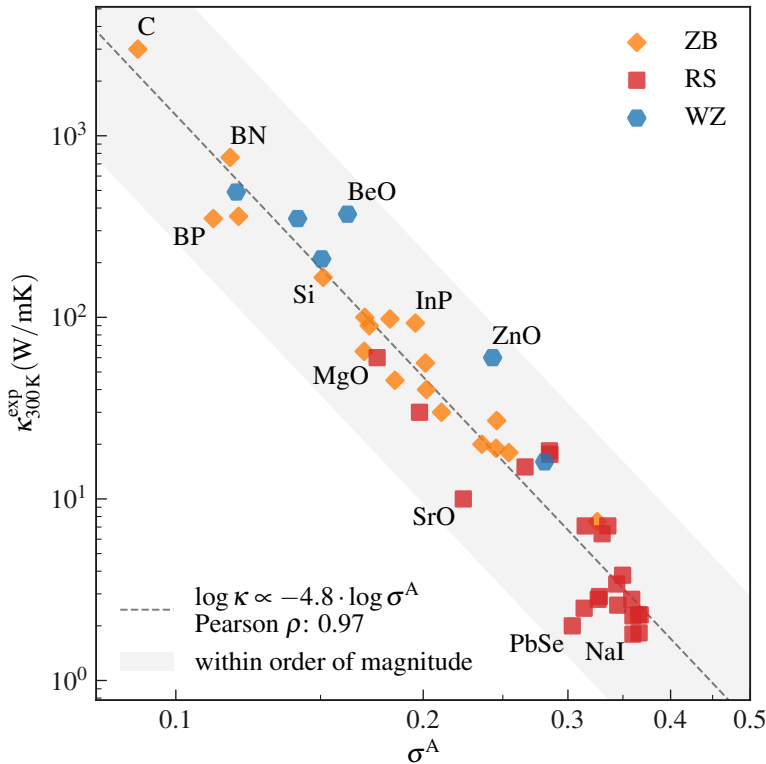 C
ZB
RS
WZ
10³
BN
BeO
BP
Si
InP
10²
ZnO
MgO
κ^exp_300 K (W/mK)
10¹
SrO
log κ ∝ −4.8 · log σ^A
Pearson ρ: 0.97
PbSe
NaI
within order of magnitude
10⁰
0.1
0.2
0.3
0.4
0.5
σ^A